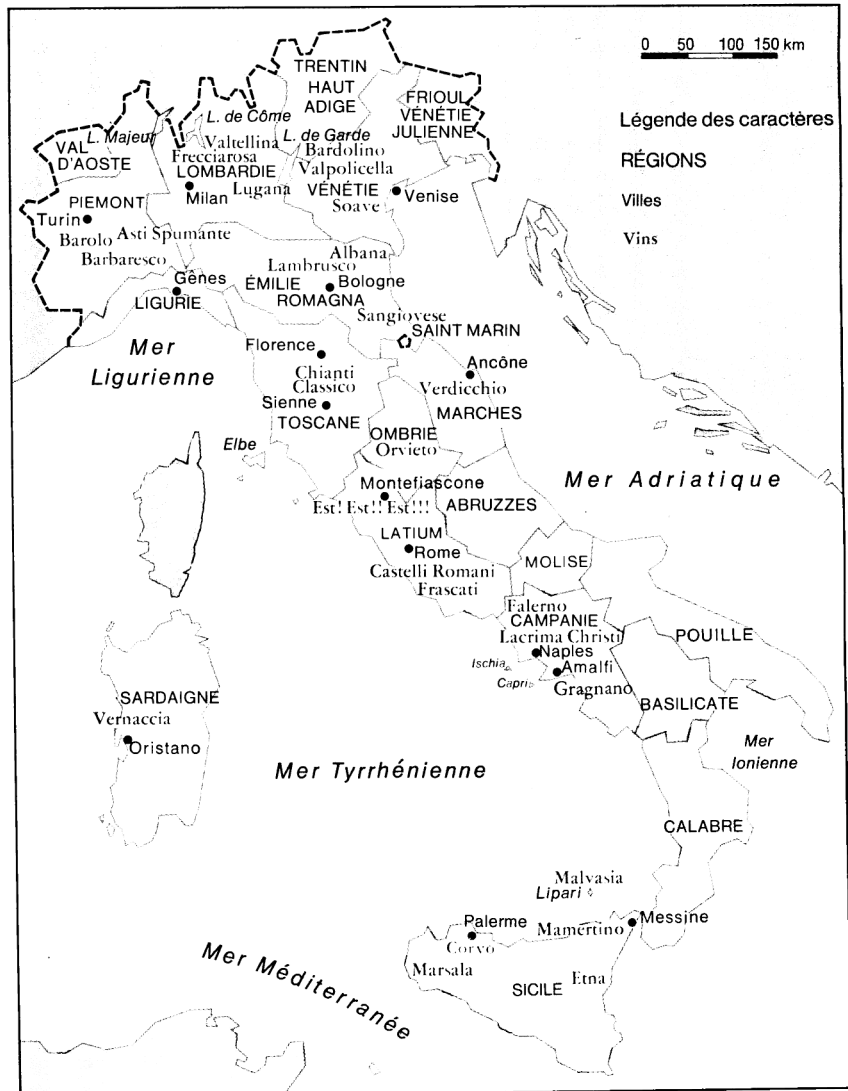 0 50 100 150 km
Légende des caractères
RÉGIONS
Villes
Vins
TRENTIN
HAUT
ADIGE
FRIOUL
VÉNÉTIE
JULIENNE
VAL
D'AOSTE
L. Majeur
L. de Côme
Valtellina
Frecciarosa
LOMBARDIE
Milan
Lugana
L. de Garde
Bardolino
Valpolicella
VÉNÉTIE
Soave
Venise
PIEMONT
Turin
Barolo
Asti Spumante
Barbaresco
Gênes
LIGURIE
Albana
Lambrusco
ÉMILIE
Bologne
ROMAGNA
Sangiovese
SAINT MARIN
Mer
Ligurienne
Florence
Chianti
Classico
Sienne
TOSCANE
Elbe
Ancône
Verdicchio
MARCHES
OMBRIE
Orvieto
Mer Adriatique
Montefiascone
Est! Est!! Est!!!
ABRUZZES
LATIUM
Rome
Castelli Romani
Frascati
MOLISE
Falerno
CAMPANIE
Lacrima Christi
Naples
Ischia
Amalfi
Capri
Gragnano
POUILLE
BASILICATE
SARDAIGNE
Vernaccia
Oristano
Mer Tyrrhénienne
Mer
Ionienne
CALABRE
Malvasia
Lipari
Messine
Mamertino
Palerme
Corvo
Marsala
SICILE
Etna
Mer Méditerranée